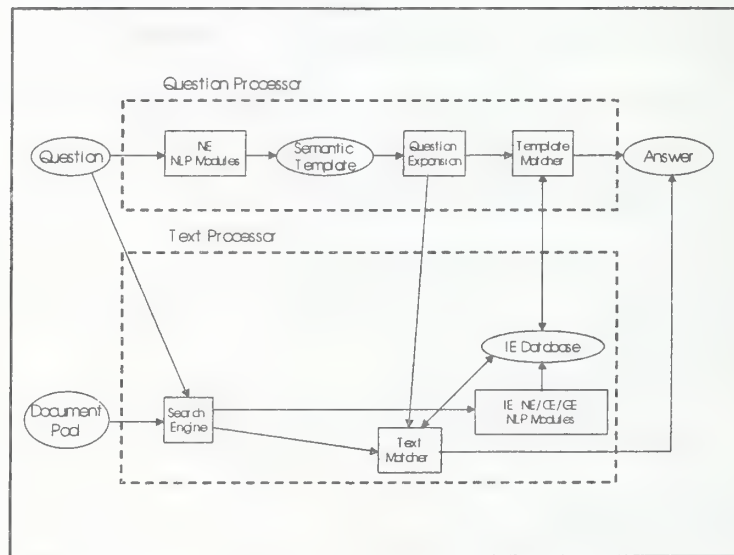 Question Processor
Question
NE
NLP Modules
Semantic
Template
Question
Expansion
Template
Matcher
Answer
Text Processor
IE Database
Document
Pool
Search
Engine
IE NE/CE/GE
NLP Modules
Text
Matcher